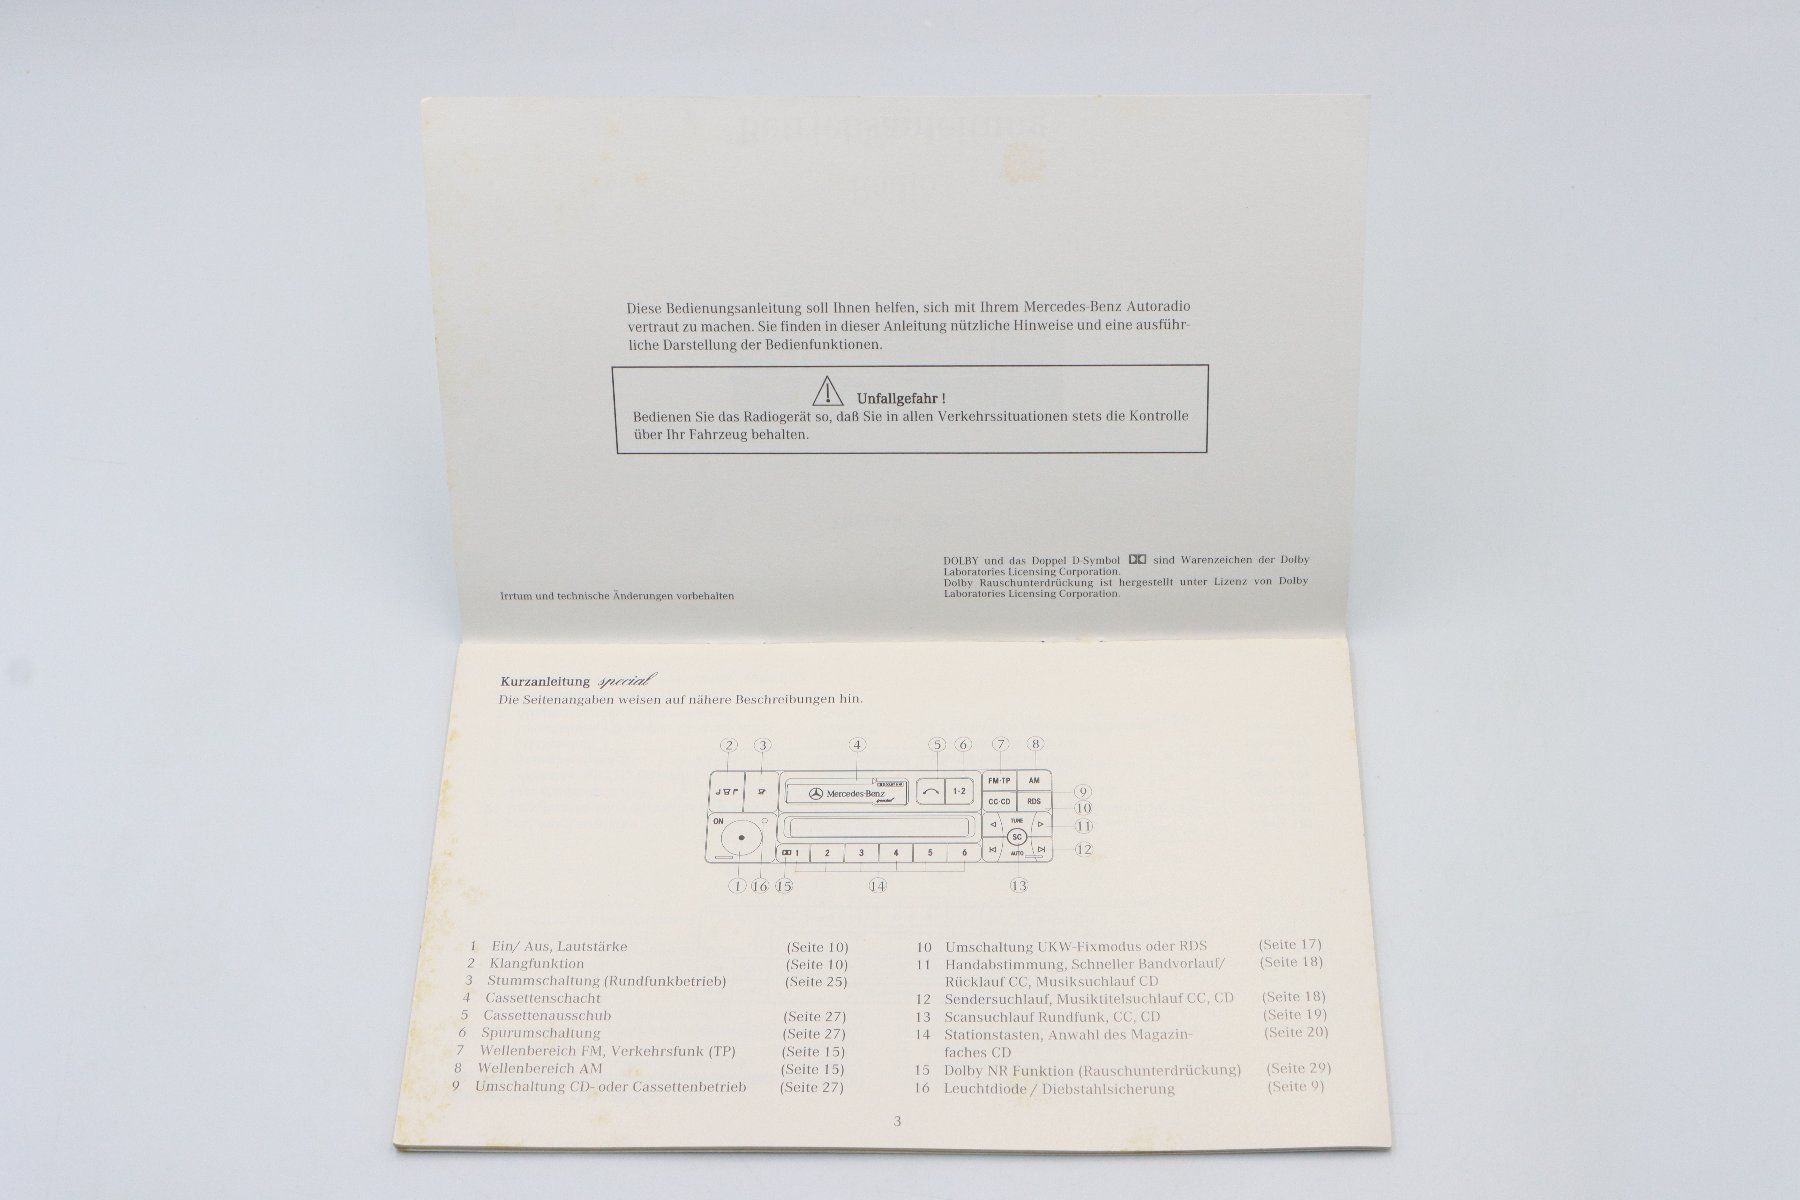 Diese Bedienungsanleitung soll Ihnen helfen, sich mit Ihrem Mercedes-Benz Autoradio
vertraut zu machen. Sie finden in dieser Anleitung nützliche Hinweise und eine ausführ-
liche Darstellung der Bedienfunktionen.
Unfallgefahr !
Bedienen Sie das Radiogerät so, daß Sie in allen Verkehrssituationen stets die Kontrolle
über Ihr Fahrzeug behalten.
Irrtum und technische Änderungen vorbehalten
DOLBY und das Doppel D-Symbol sind Warenzeichen der Dolby
Laboratories Licensing Corporation.
Dolby Rauschunterdrückung ist hergestellt unter Lizenz von Dolby
Laboratories Licensing Corporation.
Kurzanleitung special
Die Seitenangaben weisen auf nähere Beschreibungen hin.
2 3 4 5 6 7 8
FM·TP AM
Mercedes-Benz 1-2
special
CC·CD RDS
9
10
ON TUNE
11
SC
1 2 3 4 5 6 AUTO
12
1 16 15 14 13
1 Ein/ Aus, Lautstärke (Seite 10)
2 Klangfunktion (Seite 10)
3 Stummschaltung (Rundfunkbetrieb) (Seite 25)
4 Cassettenschacht
5 Cassettenausschub (Seite 27)
6 Spurumschaltung (Seite 27)
7 Wellenbereich FM, Verkehrsfunk (TP) (Seite 15)
8 Wellenbereich AM (Seite 15)
9 Umschaltung CD- oder Cassettenbetrieb (Seite 27)
10 Umschaltung UKW-Fixmodus oder RDS (Seite 17)
11 Handabstimmung, Schneller Bandvorlauf/ (Seite 18)
Rücklauf CC, Musiksuchlauf CD
12 Sendersuchlauf, Musiktitelsuchlauf CC, CD (Seite 18)
13 Scansuchlauf Rundfunk, CC, CD (Seite 19)
14 Stationstasten, Anwahl des Magazin- (Seite 20)
faches CD
15 Dolby NR Funktion (Rauschunterdrückung) (Seite 29)
16 Leuchtdiode / Diebstahlsicherung (Seite 9)
3